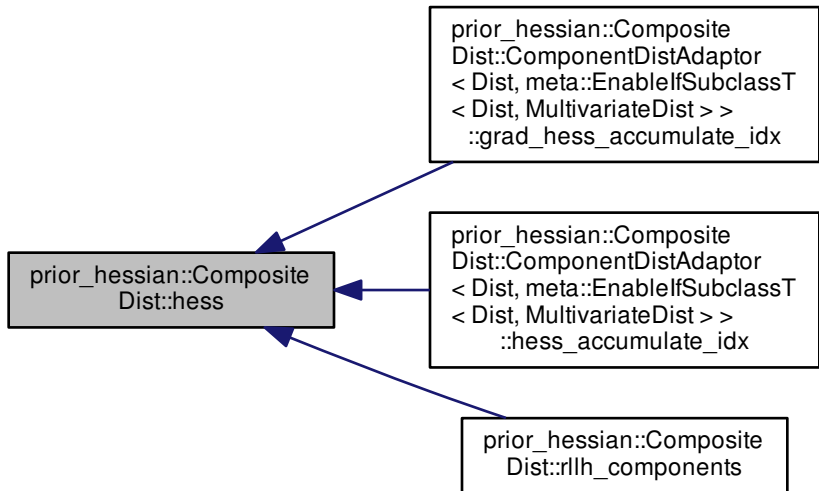 prior_hessian::Composite
Dist::ComponentDistAdaptor
< Dist, meta::EnableIfSubclassT
< Dist, MultivariateDist > >
::grad_hess_accumulate_idx
prior_hessian::Composite
Dist::hess
prior_hessian::Composite
Dist::ComponentDistAdaptor
< Dist, meta::EnableIfSubclassT
< Dist, MultivariateDist > >
::hess_accumulate_idx
prior_hessian::Composite
Dist::rllh_components